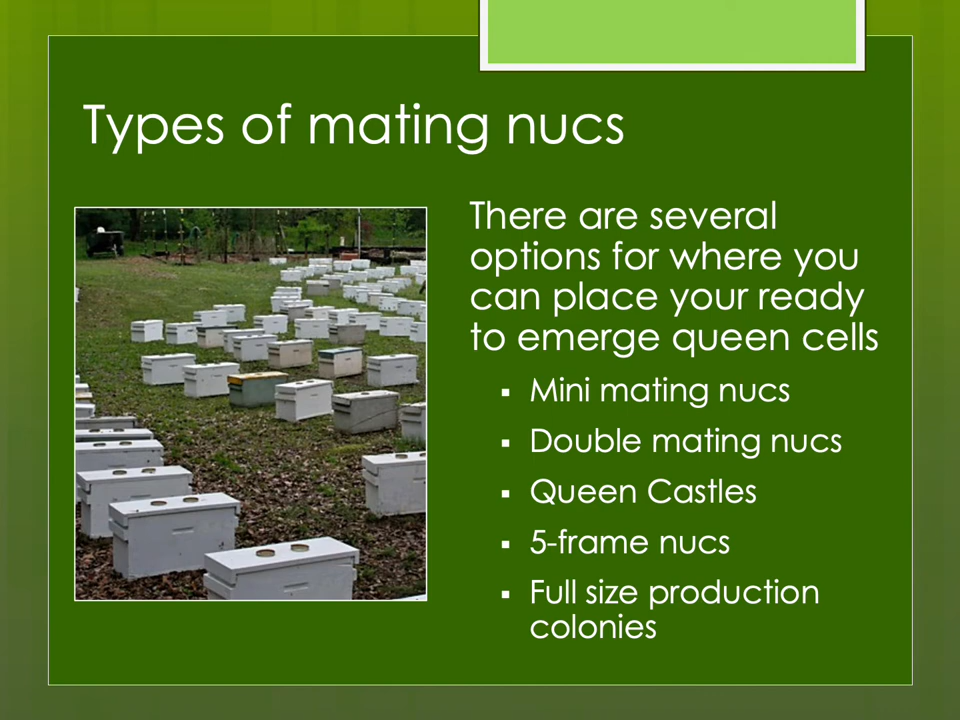 Types of mating nucs
There are several
options for where you
can place your ready
to emerge queen cells
▪ Mini mating nucs
▪ Double mating nucs
▪ Queen Castles
▪ 5-frame nucs
▪ Full size production
colonies